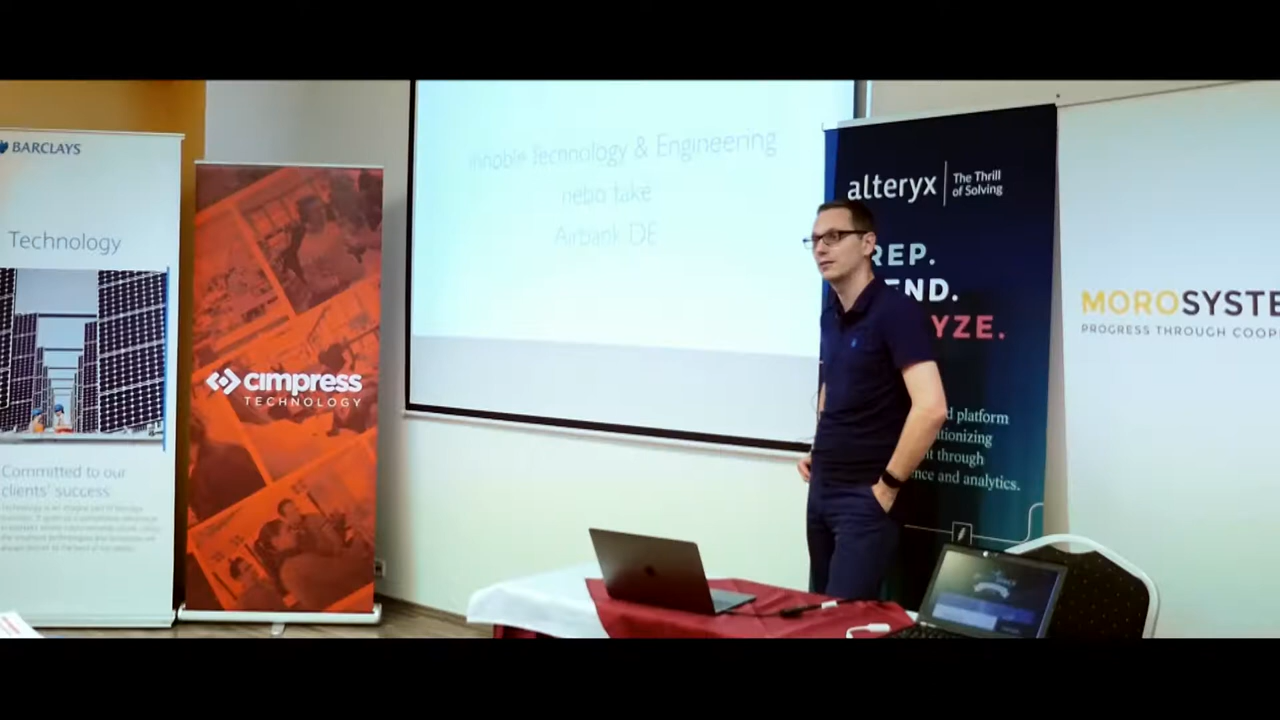 BARCLAYS
Technology
Committed to our
clients' success
cimpress
TECHNOLOGY
Technology & Engineering
nebo také
Airbank DE
alteryx
The Thrill
of Solving
REP.
END.
YZE.
d platform
tionizing
nt through
nce and analytics.
MOROSYSTE
PROGRESS THROUGH COOP